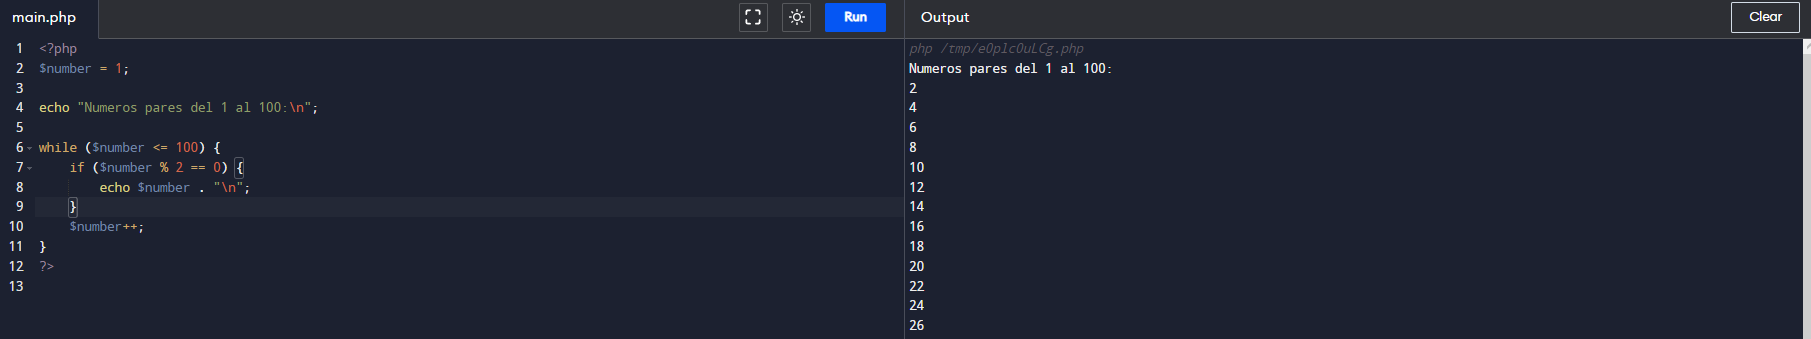 main.php
Run
Output
Clear
1 <?php
2 $number = 1;
3
4 echo "Numeros pares del 1 al 100:\n";
5
6 while ($number <= 100) {
7 if ($number % 2 == 0) {
8 echo $number . "\n";
9 }
10 $number++;
11 }
12 ?>
13
php /tmp/eOplcOuLCg.php
Numeros pares del 1 al 100:
2
4
6
8
10
12
14
16
18
20
22
24
26